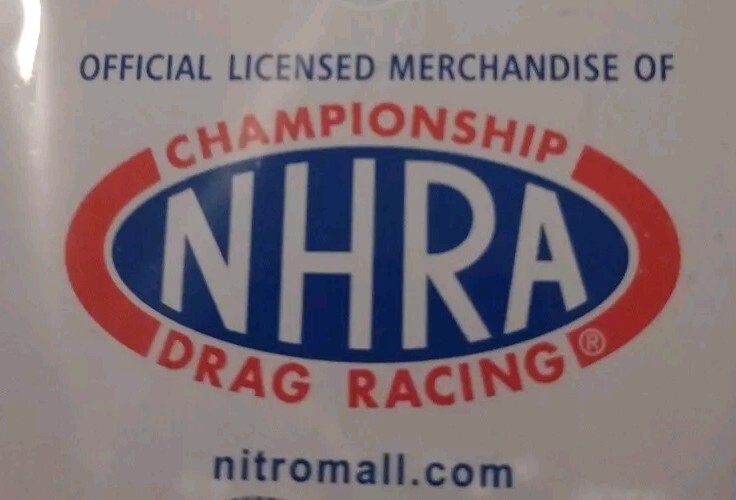 OFFICIAL LICENSED MERCHANDISE OF
CHAMPIONSHIP
NHRA
DRAG RACING®
nitromall.com